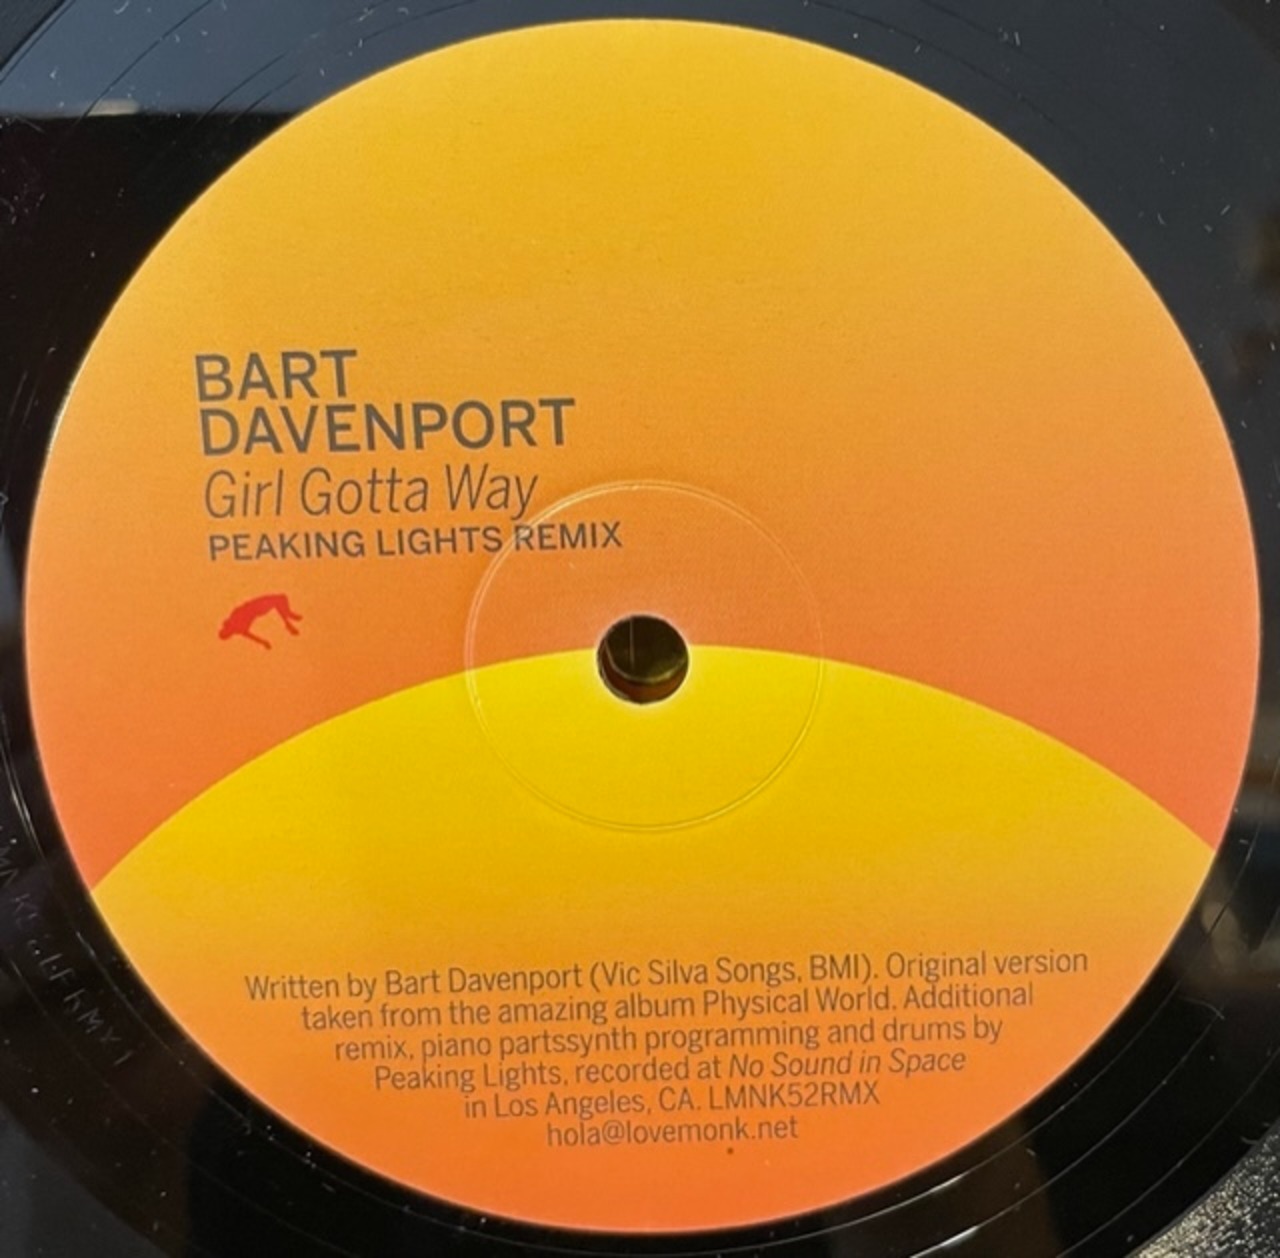 BART
DAVENPORT
Girl Gotta Way
PEAKING LIGHTS REMIX
Written by Bart Davenport (Vic Silva Songs, BMI). Original version
taken from the amazing album Physical World. Additional
remix, piano partssynth programming and drums by
Peaking Lights, recorded at No Sound in Space
in Los Angeles, CA. LMNK52RMX
hola@lovemonk.net